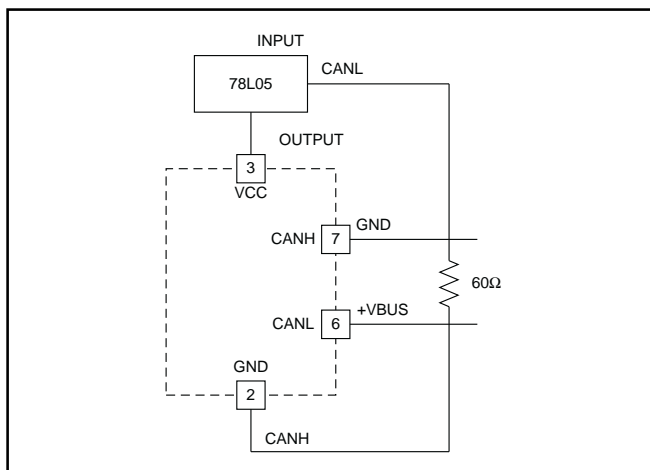 INPUT
CANL
78L05
OUTPUT
3
VCC
GND
CANH
7
60Ω
+VBUS
CANL
6
GND
2
CANH